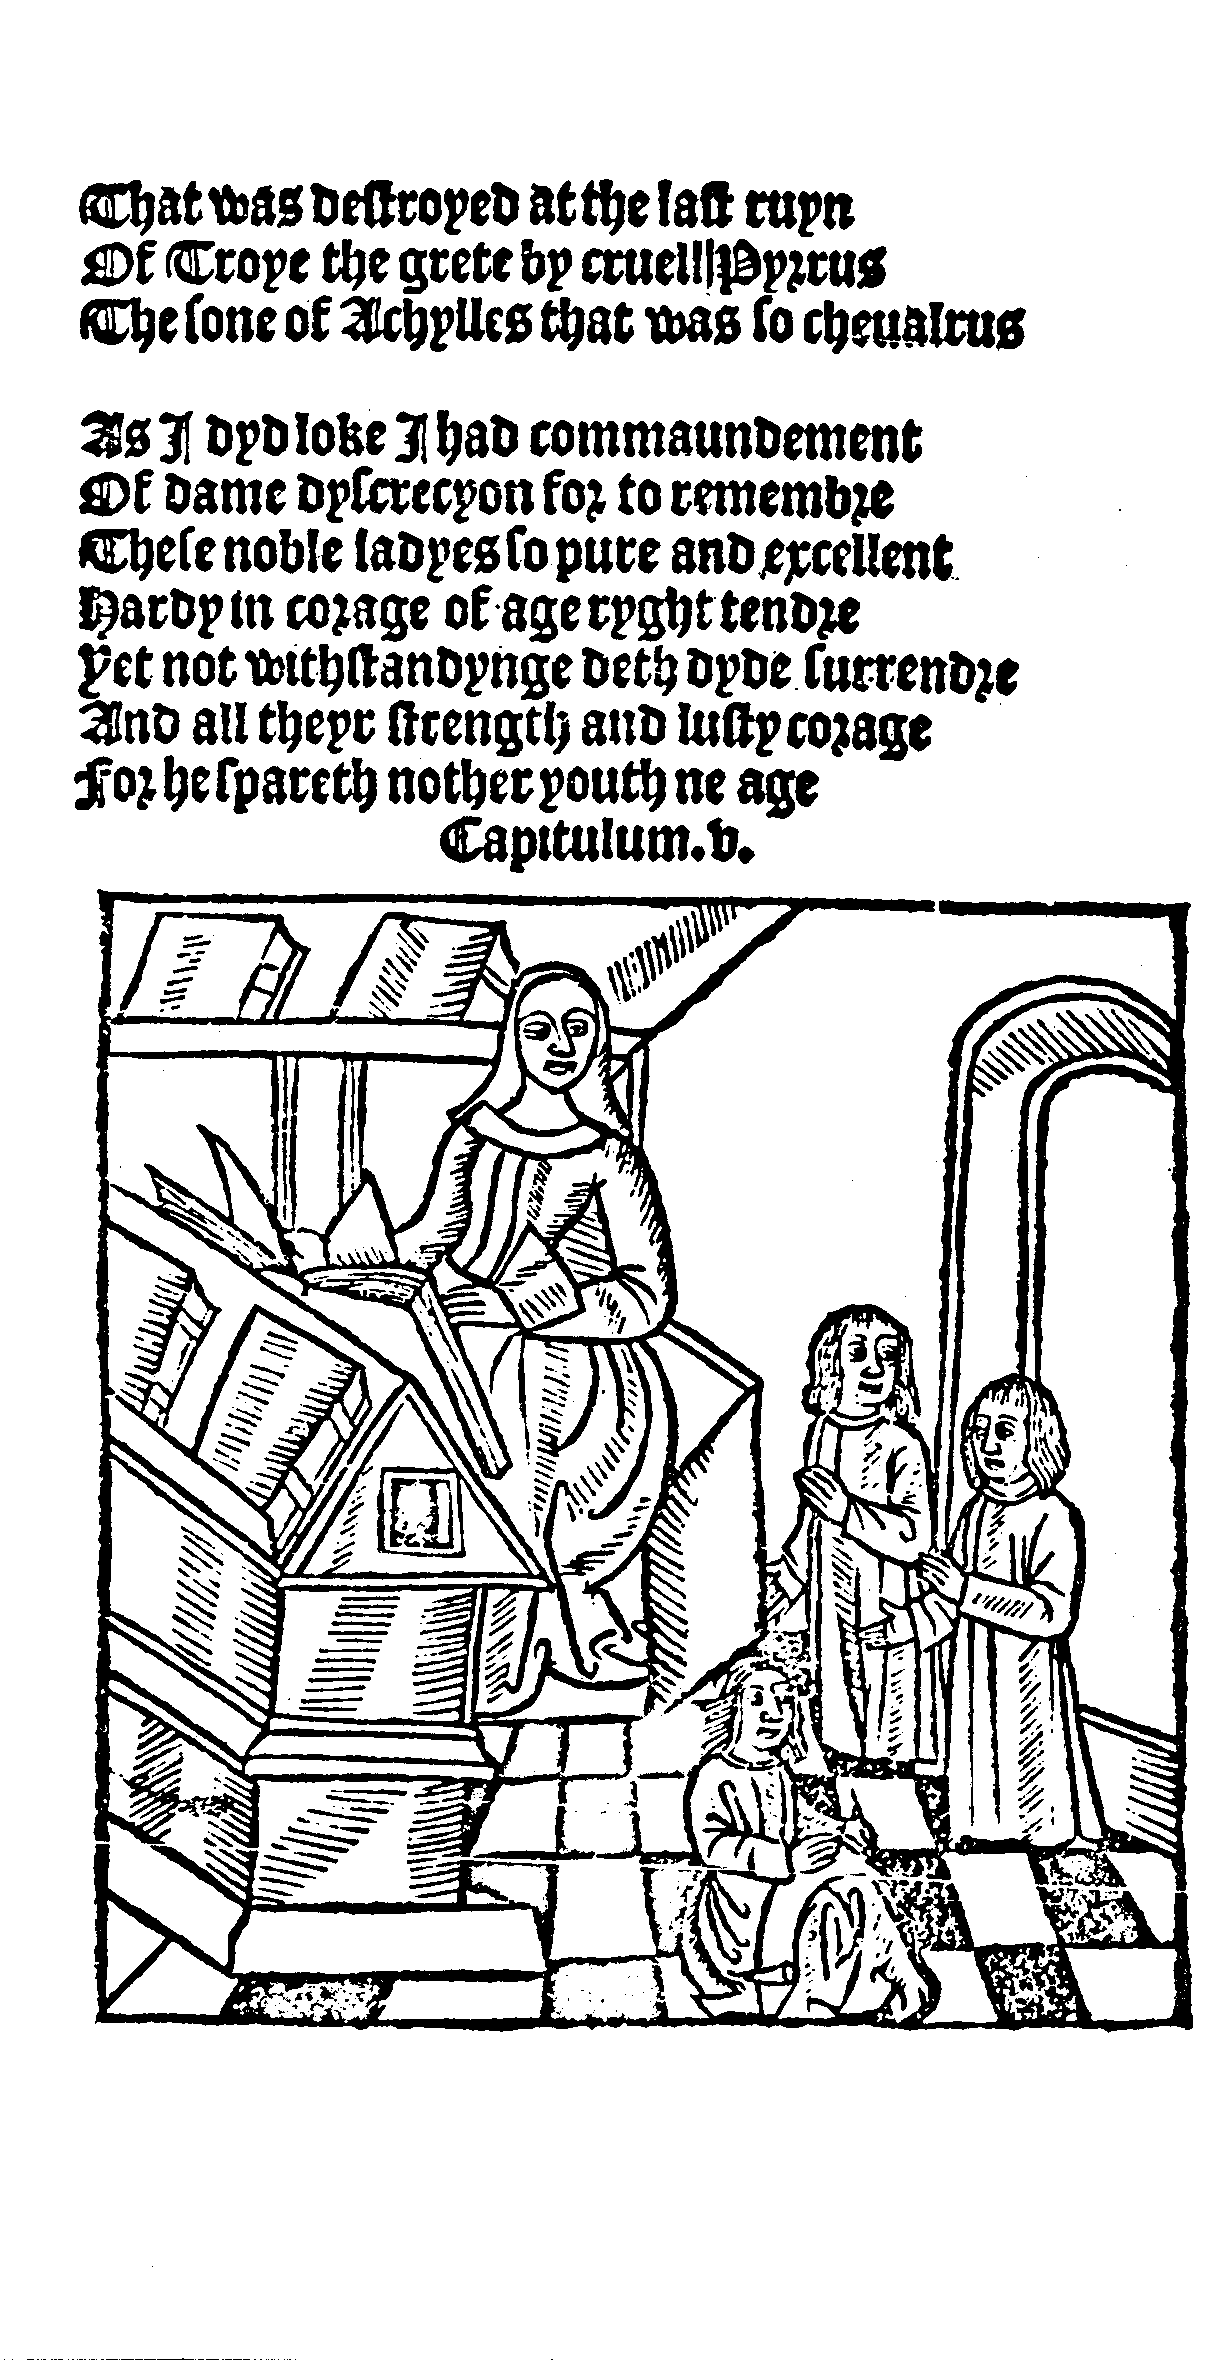 That was deſtroyed at the laſt ruyn
Of Troye the grete by cruell Pyrrus
The ſone of Achylles that was ſo cheualrus
As I dyd loke I had commaundement
Of dame dyſcrecyon for to remembre
Theſe noble ladyes ſo pure and excellent
Hardy in corage of age ryght tendre
Yet not withſtandynge deth dyde ſurrendre
And all theyr ſtrength and luſty corage
For he ſpareth nother youth ne age
Capitulum.v.